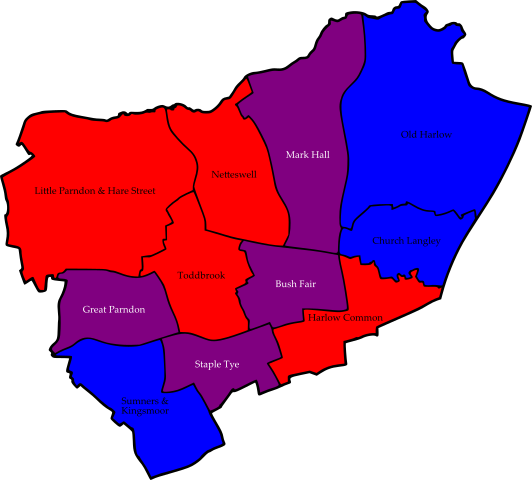 Old Harlow
Mark Hall
Netteswell
Little Parndon & Hare Street
Church Langley
Toddbrook
Bush Fair
Great Parndon
Harlow Common
Staple Tye
Sumners &
Kingsmoor